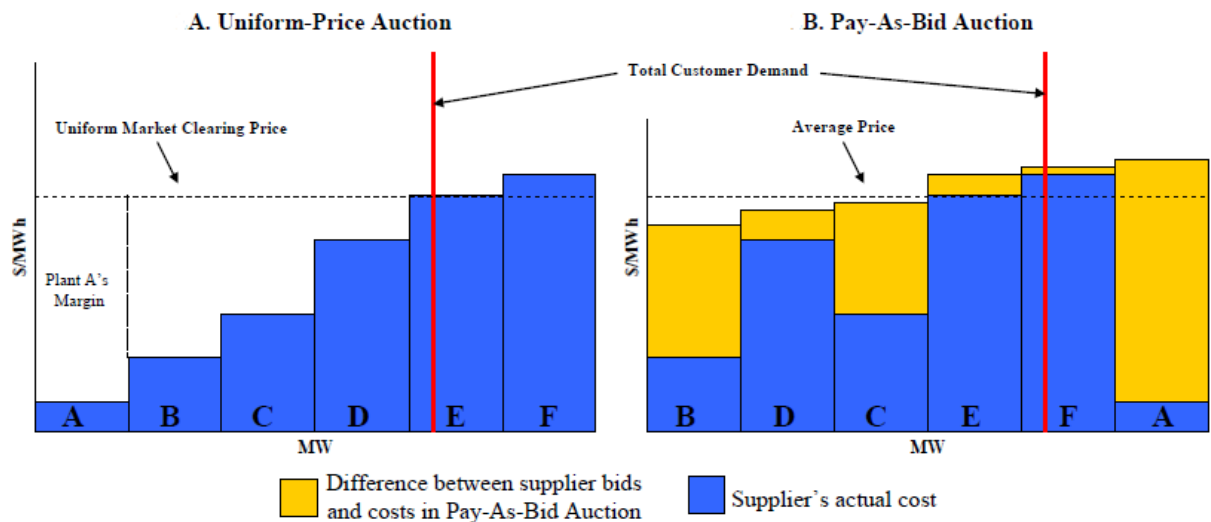 A. Uniform-Price Auction
. B. Pay-As-Bid Auction
Total Customer Demand
Uniform Market Clearing Price
Average Price
S/MWh
Plant A's
Margin
A B C D E F
MW
S/MWh
B D C E F A
MW
Difference between supplier bids
and costs in Pay-As-Bid Auction
Supplier's actual cost